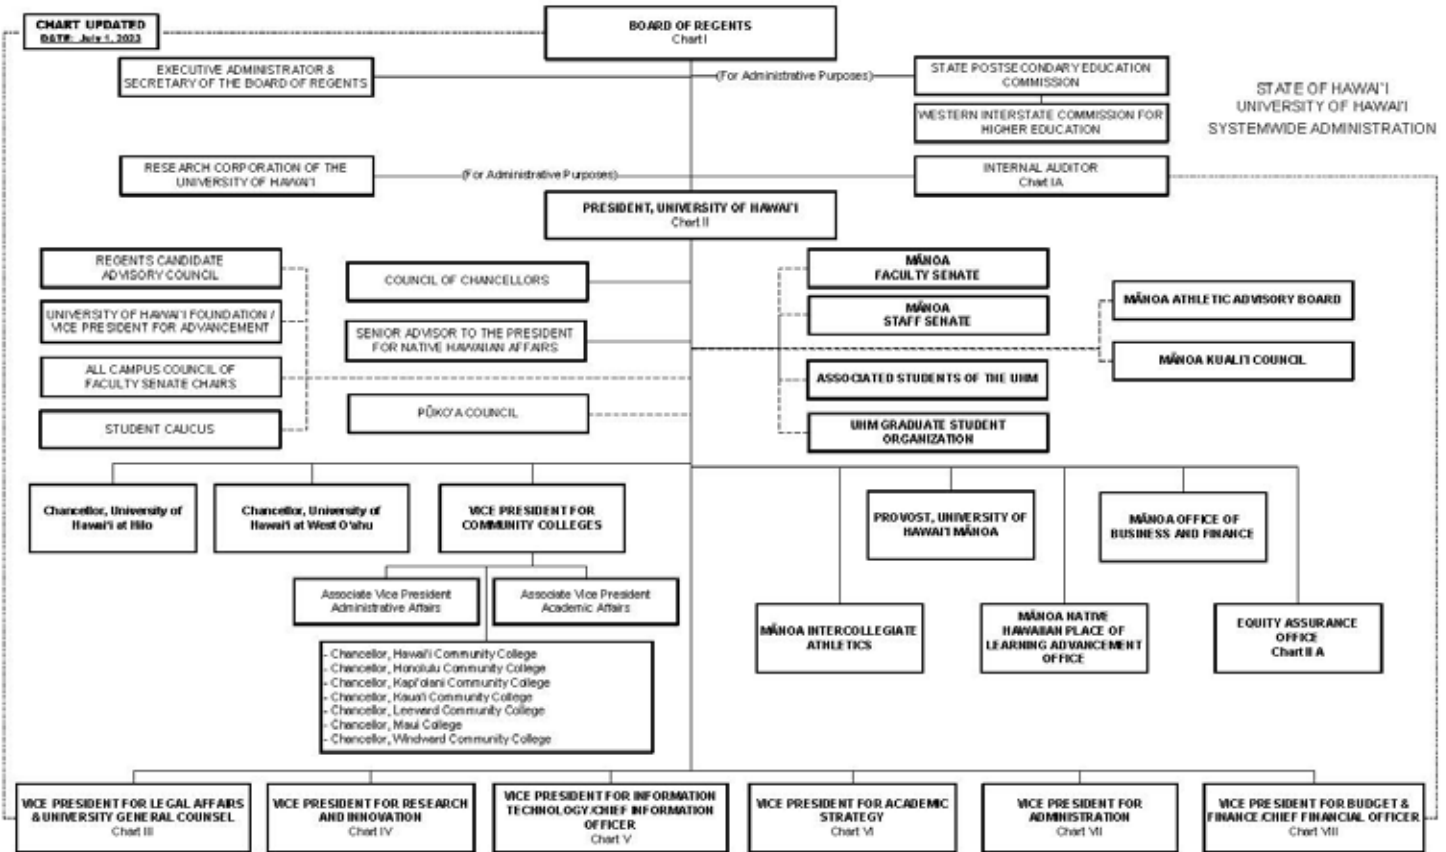 CHART UPDATED
DATE: July 1, 2023
BOARD OF REGENTS
Chart I
EXECUTIVE ADMINISTRATOR &
SECRETARY OF THE BOARD OF REGENTS
(For Administrative Purposes)
STATE POSTSECONDARY EDUCATION
COMMISSION
WESTERN INTERSTATE COMMISSION FOR
HIGHER EDUCATION
STATE OF HAWAI'I
UNIVERSITY OF HAWAI'I
SYSTEMWIDE ADMINISTRATION
RESEARCH CORPORATION OF THE
UNIVERSITY OF HAWAI'I
(For Administrative Purposes)
INTERNAL AUDITOR
Chart IA
PRESIDENT, UNIVERSITY OF HAWAI'I
Chart II
REGENTS CANDIDATE
ADVISORY COUNCIL
UNIVERSITY OF HAWAI'I FOUNDATION /
VICE PRESIDENT FOR ADVANCEMENT
ALL CAMPUS COUNCIL OF
FACULTY SENATE CHAIRS
STUDENT CAUCUS
COUNCIL OF CHANCELLORS
SENIOR ADVISOR TO THE PRESIDENT
FOR NATIVE HAWAIIAN AFFAIRS
PŪKO'A COUNCIL
MĀNOA
FACULTY SENATE
MĀNOA
STAFF SENATE
ASSOCIATED STUDENTS OF THE UHM
UHM GRADUATE STUDENT
ORGANIZATION
MĀNOA ATHLETIC ADVISORY BOARD
MĀNOA KUALI'I COUNCIL
Chancellor, University of
Hawai'i at Hilo
Chancellor, University of
Hawai'i at West O'ahu
VICE PRESIDENT FOR
COMMUNITY COLLEGES
Associate Vice President
Administrative Affairs
Associate Vice President
Academic Affairs
- Chancellor, Hawai'i Community College
- Chancellor, Honolulu Community College
- Chancellor, Kapi'olani Community College
- Chancellor, Kaua'i Community College
- Chancellor, Leeward Community College
- Chancellor, Maui College
- Chancellor, Windward Community College
PROVOST, UNIVERSITY OF
HAWAI'I MĀNOA
MĀNOA OFFICE OF
BUSINESS AND FINANCE
MĀNOA INTERCOLLEGIATE
ATHLETICS
MĀNOA NATIVE
HAWAIIAN PLACE OF
LEARNING ADVANCEMENT
OFFICE
EQUITY ASSURANCE
OFFICE
Chart II A
VICE PRESIDENT FOR LEGAL AFFAIRS
& UNIVERSITY GENERAL COUNSEL
Chart III
VICE PRESIDENT FOR RESEARCH
AND INNOVATION
Chart IV
VICE PRESIDENT FOR INFORMATION
TECHNOLOGY/CHIEF INFORMATION
OFFICER
Chart V
VICE PRESIDENT FOR ACADEMIC
STRATEGY
Chart VI
VICE PRESIDENT FOR
ADMINISTRATION
Chart VII
VICE PRESIDENT FOR BUDGET &
FINANCE/CHIEF FINANCIAL OFFICER
Chart VIII